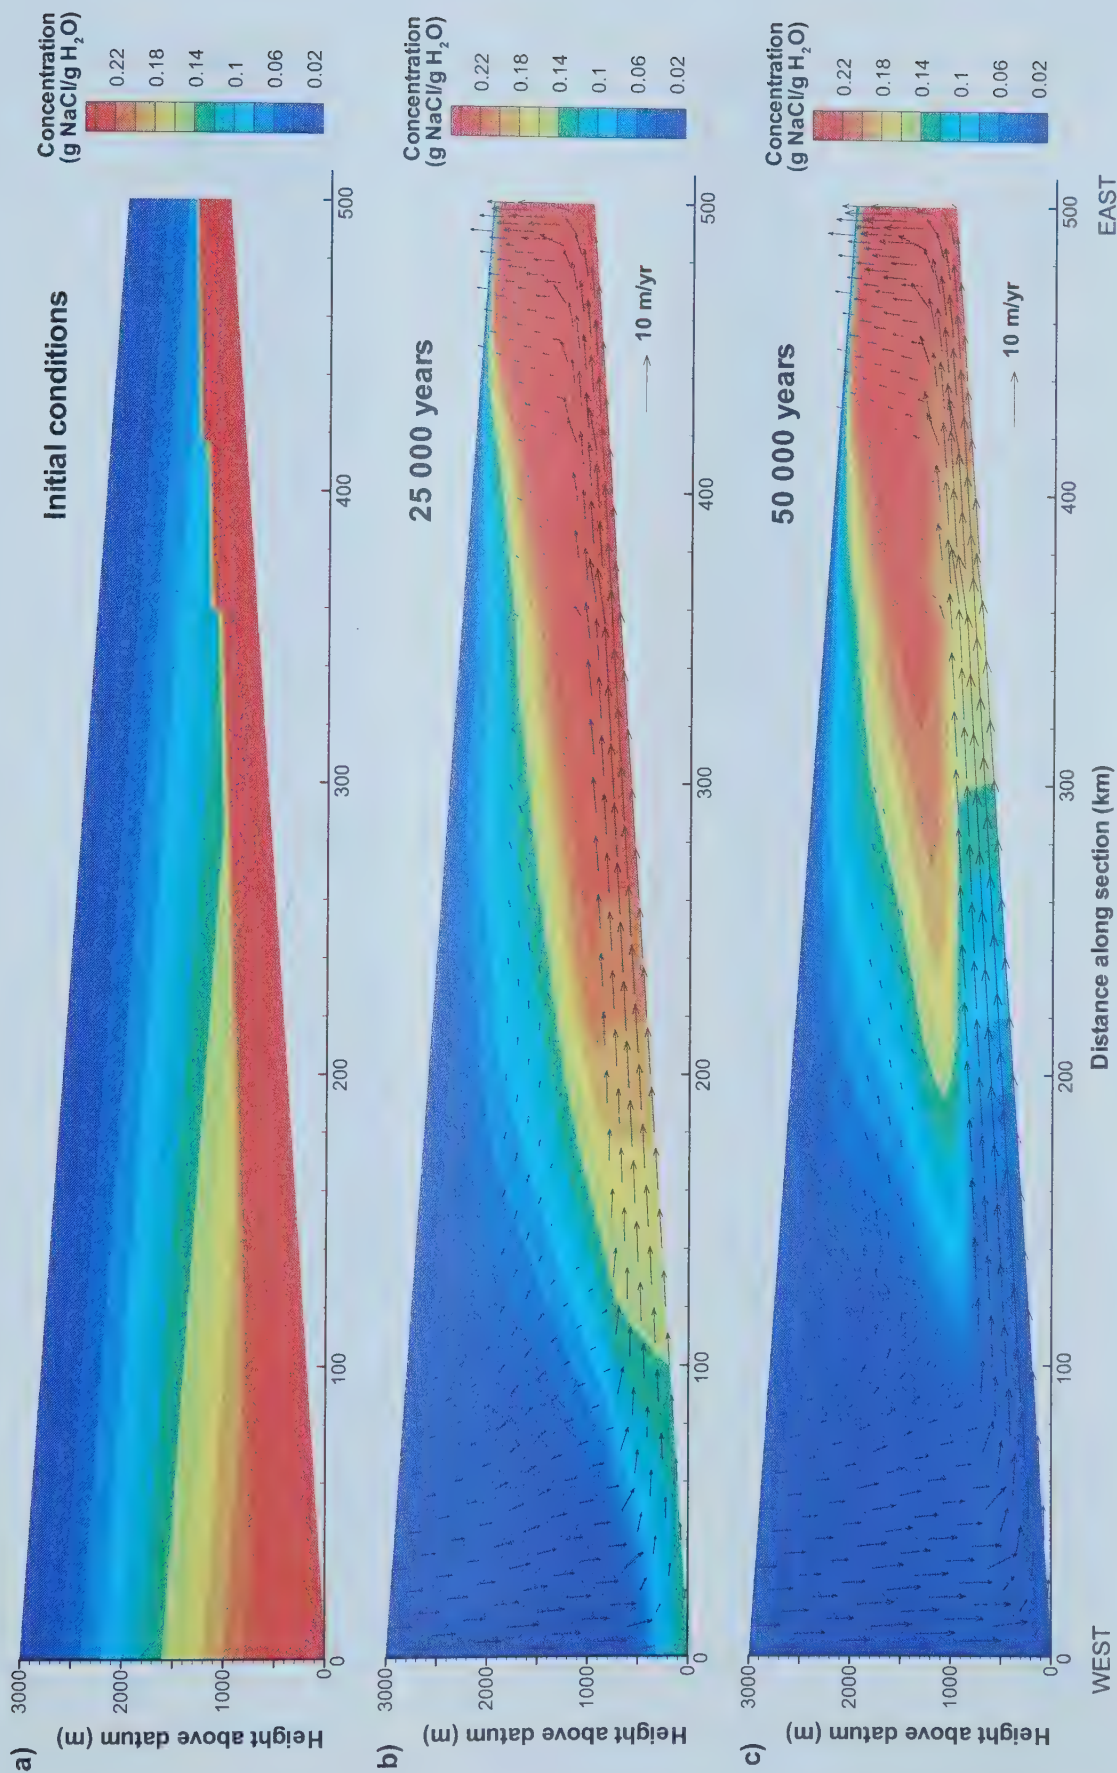 a)
Initial conditions
Concentration
(g NaCl/g H2O)
0.22
0.18
0.14
0.1
0.06
0.02
Height above datum (m)
3000
2000
1000
0
0
100
200
300
400
500
b)
25 000 years
Concentration
(g NaCl/g H2O)
0.22
0.18
0.14
0.1
0.06
0.02
Height above datum (m)
3000
2000
1000
0
10 m/yr
0
100
200
300
400
500
c)
50 000 years
Concentration
(g NaCl/g H2O)
0.22
0.18
0.14
0.1
0.06
0.02
Height above datum (m)
3000
2000
1000
0
10 m/yr
0
100
200
300
400
500
WEST
Distance along section (km)
EAST